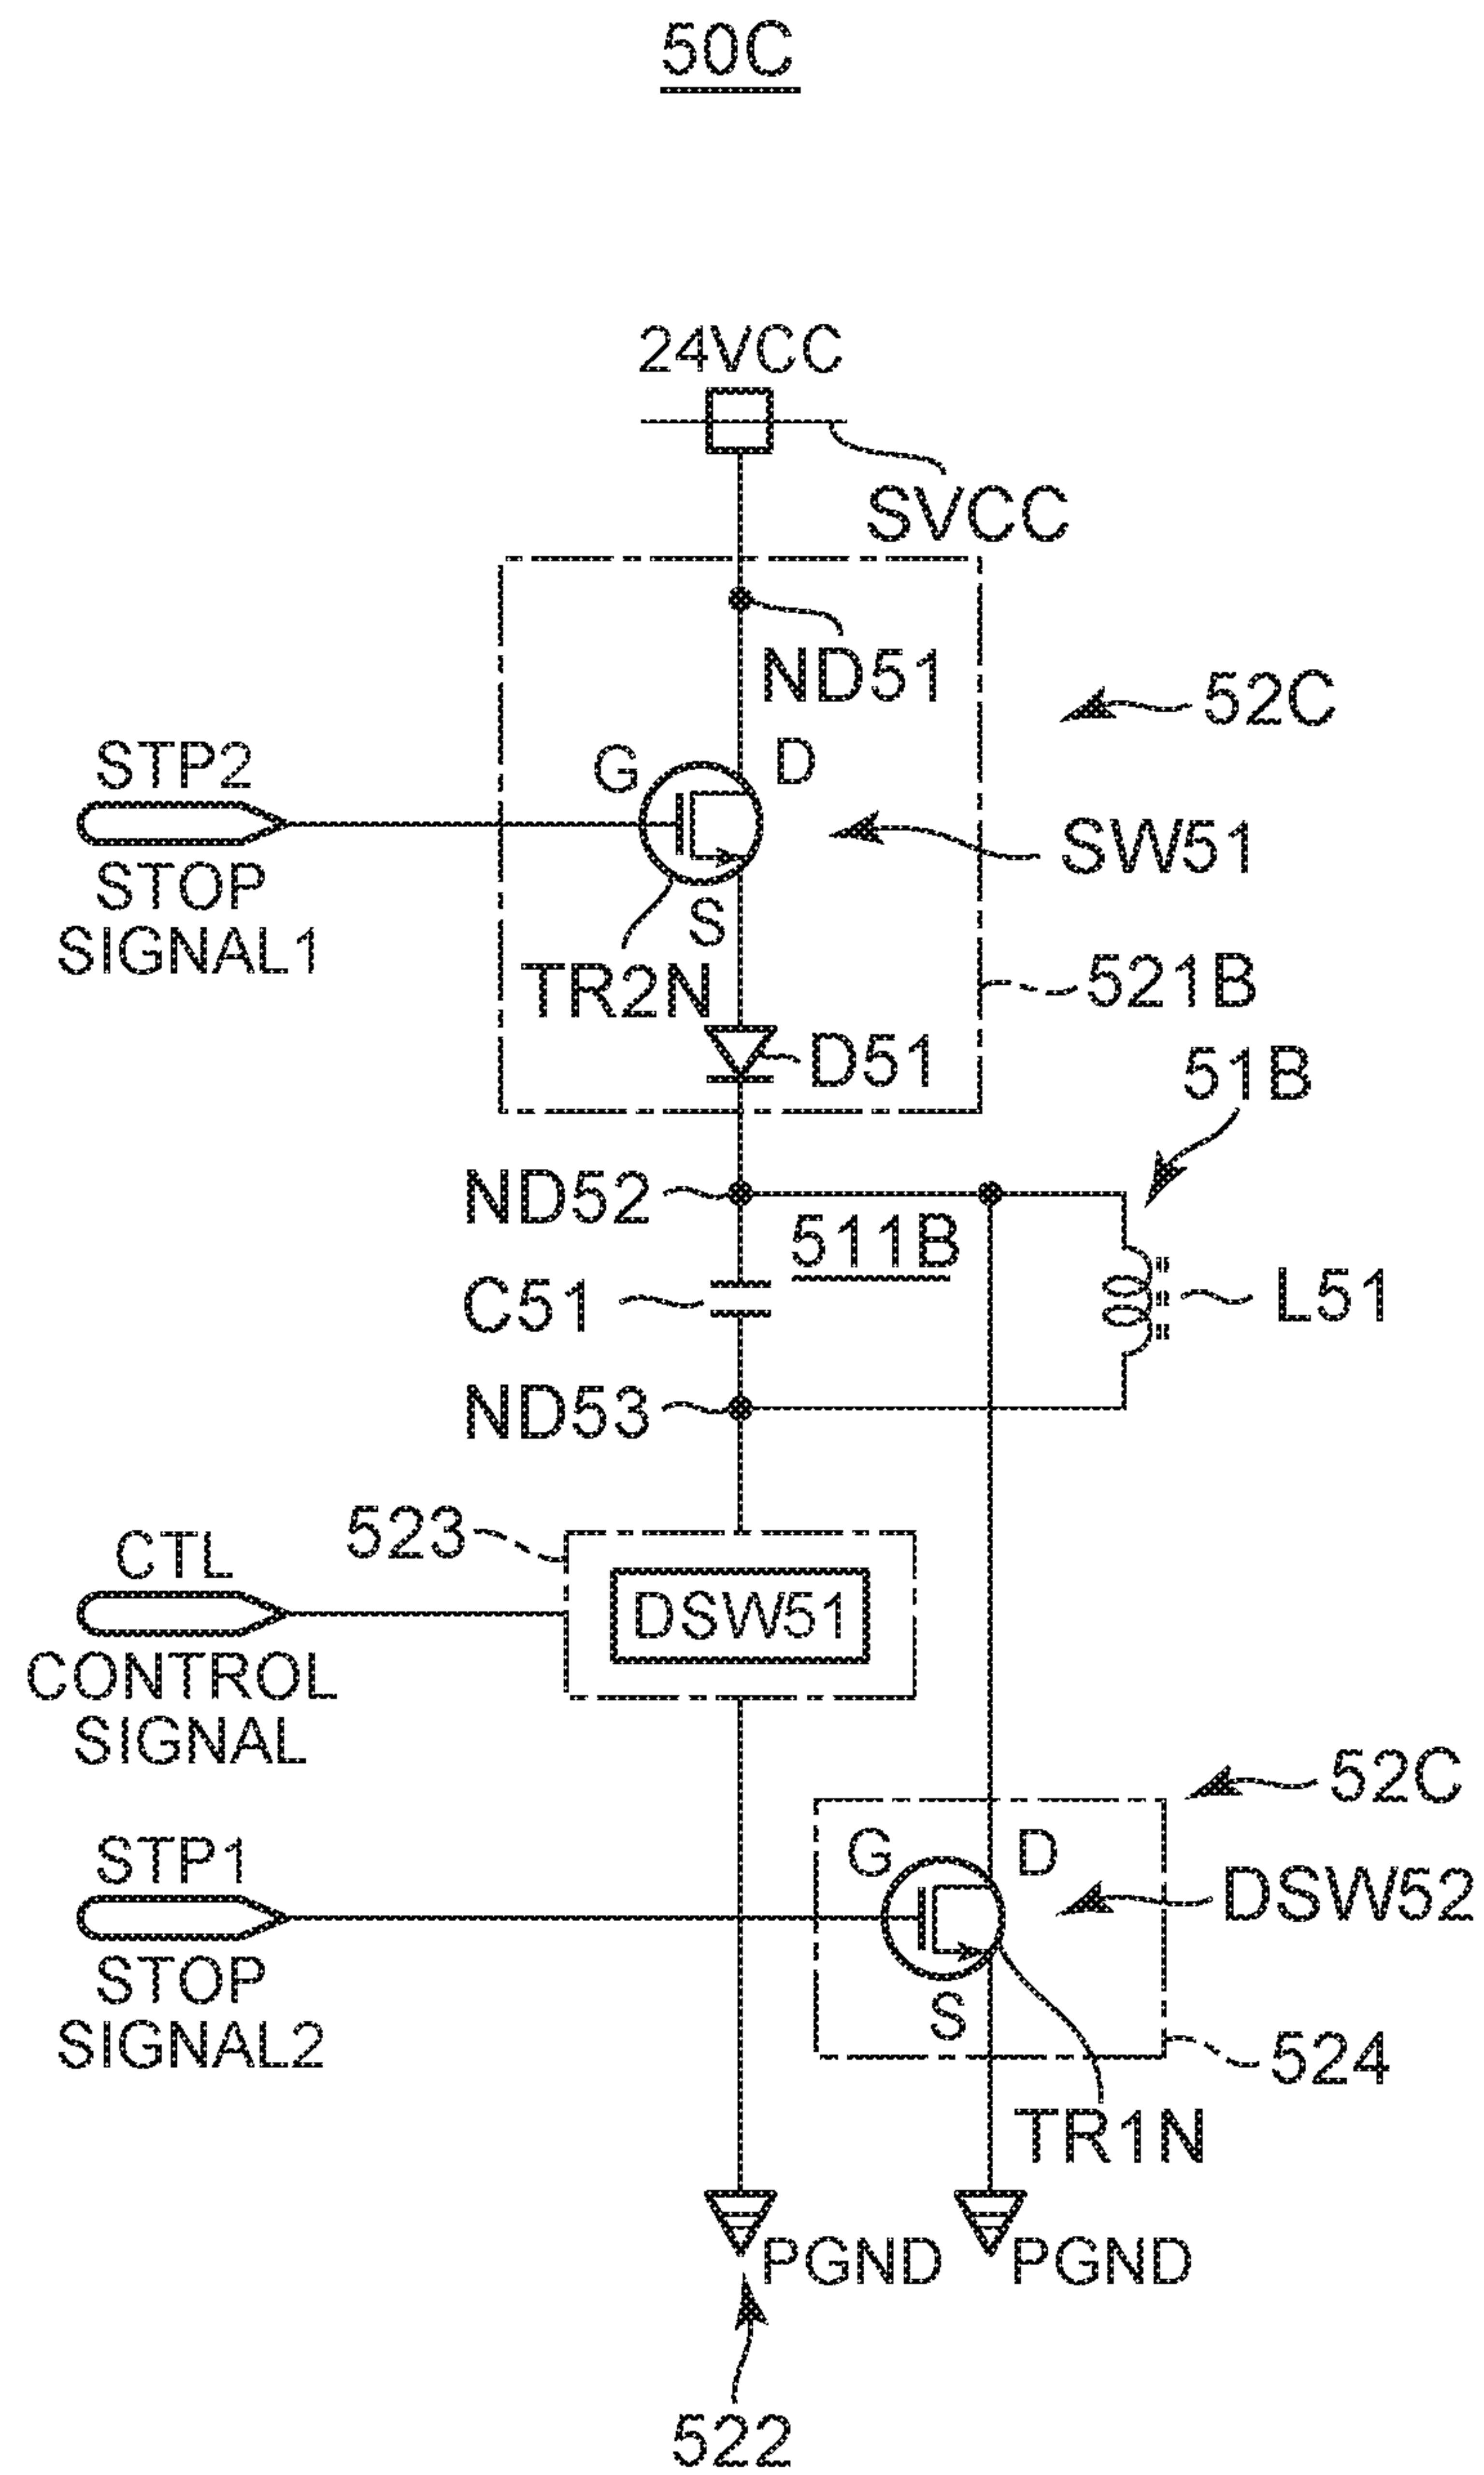 50C
24VCC
SVCC
ND51
52C
G
D
STP2
SW51
STOP
SIGNAL1
S
TR2N
521B
D51
51B
ND52
511B
C51
L51
ND53
523
CTL
DSW51
CONTROL
SIGNAL
52C
STP1
G
D
DSW52
STOP
SIGNAL2
S
524
TR1N
PGND
PGND
522